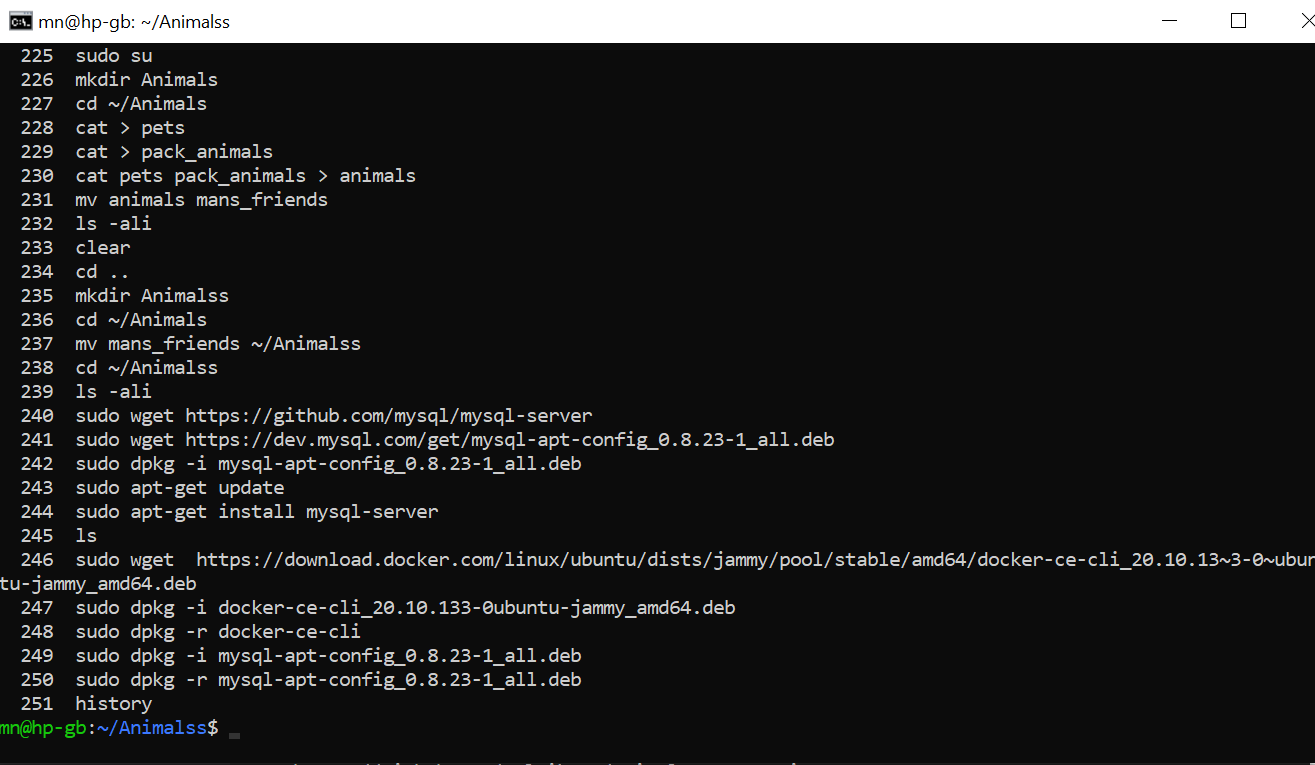 mn@hp-gb: ~/Animalss
225 sudo su
226 mkdir Animals
227 cd ~/Animals
228 cat > pets
229 cat > pack_animals
230 cat pets pack_animals > animals
231 mv animals mans_friends
232 ls -ali
233 clear
234 cd ..
235 mkdir Animalss
236 cd ~/Animals
237 mv mans_friends ~/Animalss
238 cd ~/Animalss
239 ls -ali
240 sudo wget https://github.com/mysql/mysql-server
241 sudo wget https://dev.mysql.com/get/mysql-apt-config_0.8.23-1_all.deb
242 sudo dpkg -i mysql-apt-config_0.8.23-1_all.deb
243 sudo apt-get update
244 sudo apt-get install mysql-server
245 ls
246 sudo wget  https://download.docker.com/linux/ubuntu/dists/jammy/pool/stable/amd64/docker-ce-cli_20.10.13~3-0~ubun
tu-jammy_amd64.deb
247 sudo dpkg -i docker-ce-cli_20.10.133-0ubuntu-jammy_amd64.deb
248 sudo dpkg -r docker-ce-cli
249 sudo dpkg -i mysql-apt-config_0.8.23-1_all.deb
250 sudo dpkg -r mysql-apt-config_0.8.23-1_all.deb
251 history
mn@hp-gb:~/Animalss$